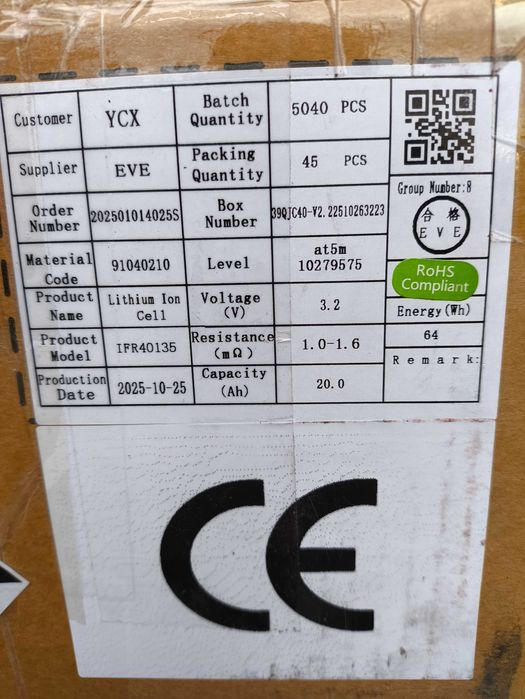 Customer YCX Batch Quantity 5040 PCS
Supplier EVE Packing Quantity 45 PCS
Group Number:8
Order Number 202501014025S Box Number 39QJC40-V2.22510263223
合格
EVE
Material Code 91040210 Level at5m 10279575
RoHS
Compliant
Product Name Lithium Ion Cell Voltage (V) 3.2
Energy(Wh)
Product Model IFR40135 Resistance (mΩ) 1.0-1.6
64
Remark:
Production Date 2025-10-25 Capacity (Ah) 20.0
CE